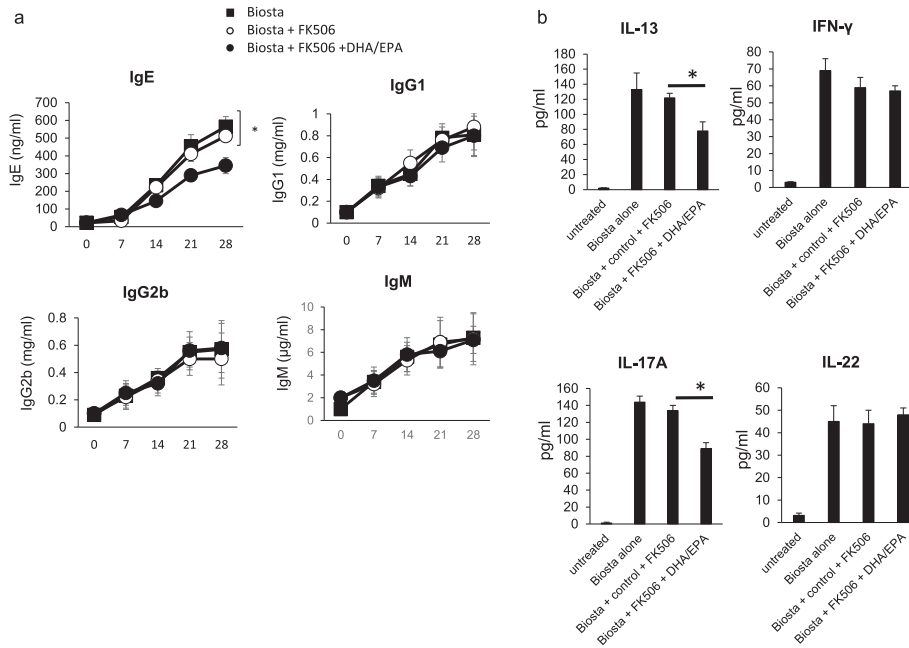 a
Biosta
Biosta + FK506
Biosta + FK506 +DHA/EPA
IgE
IgE (ng/ml)
700
600
500
400
300
200
100
0
0 7 14 21 28
*
IgG1
IgG1 (mg/ml)
1
0.8
0.6
0.4
0.2
0
0 7 14 21 28
IgG2b
IgG2b (mg/ml)
0.8
0.6
0.4
0.2
0
0 7 14 21 28
IgM
IgM (µg/ml)
10
8
6
4
2
0
0 7 14 21 28
b
IL-13
pg/ml
160
140
120
100
80
60
40
20
0
*
untreated
Biosta alone
Biosta + control + FK506
Biosta + FK506 + DHA/EPA
IFN-γ
pg/ml
80
70
60
50
40
30
20
10
0
untreated
Biosta alone
Biosta + control + FK506
Biosta + FK506 + DHA/EPA
IL-17A
pg/ml
160
140
120
100
80
60
40
20
0
*
untreated
Biosta alone
Biosta + control + FK506
Biosta + FK506 + DHA/EPA
IL-22
pg/ml
60
50
40
30
20
10
0
untreated
Biosta alone
Biosta + control + FK506
Biosta + FK506 + DHA/EPA